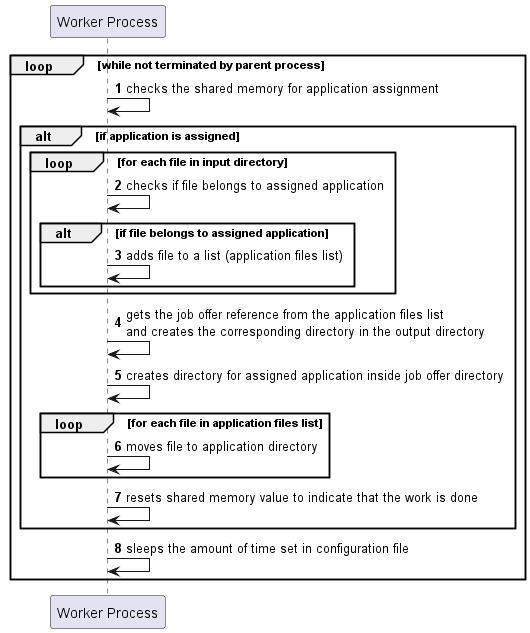 Worker Process
loop [while not terminated by parent process]
1 checks the shared memory for application assignment
alt [if application is assigned]
loop [for each file in input directory]
2 checks if file belongs to assigned application
alt [if file belongs to assigned application]
3 adds file to a list (application files list)
4 gets the job offer reference from the application files list
and creates the corresponding directory in the output directory
5 creates directory for assigned application inside job offer directory
loop [for each file in application files list]
6 moves file to application directory
7 resets shared memory value to indicate that the work is done
8 sleeps the amount of time set in configuration file
Worker Process